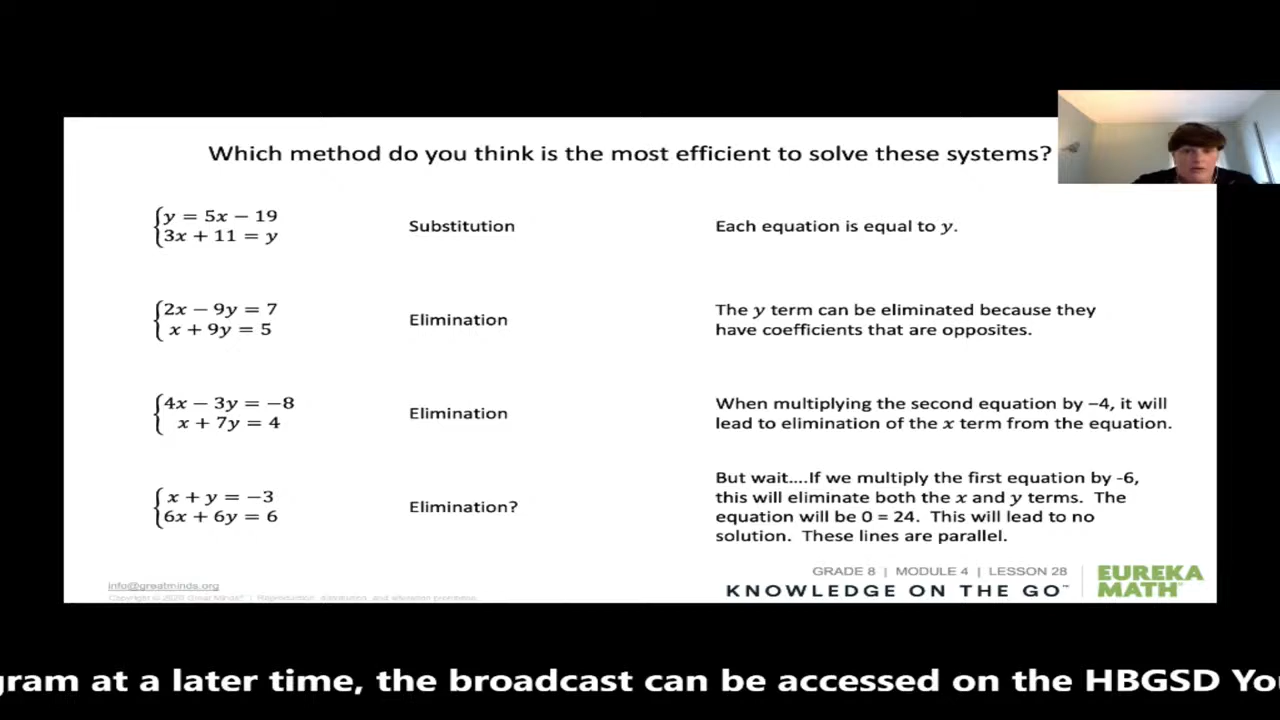 Which method do you think is the most efficient to solve these systems?
y = 5x − 19
3x + 11 = y
Substitution
Each equation is equal to y.
2x − 9y = 7
x + 9y = 5
Elimination
The y term can be eliminated because they
have coefficients that are opposites.
4x − 3y = −8
x + 7y = 4
Elimination
When multiplying the second equation by −4, it will
lead to elimination of the x term from the equation.
x + y = −3
6x + 6y = 6
Elimination?
But wait....If we multiply the first equation by -6,
this will eliminate both the x and y terms. The
equation will be 0 = 24. This will lead to no
solution. These lines are parallel.
info@greatminds.org
Copyright © 2020 Great Minds®
GRADE 8 | MODULE 4 | LESSON 28
KNOWLEDGE ON THE GO™
EUREKA
MATH®
gram at a later time, the broadcast can be accessed on the HBGSD You